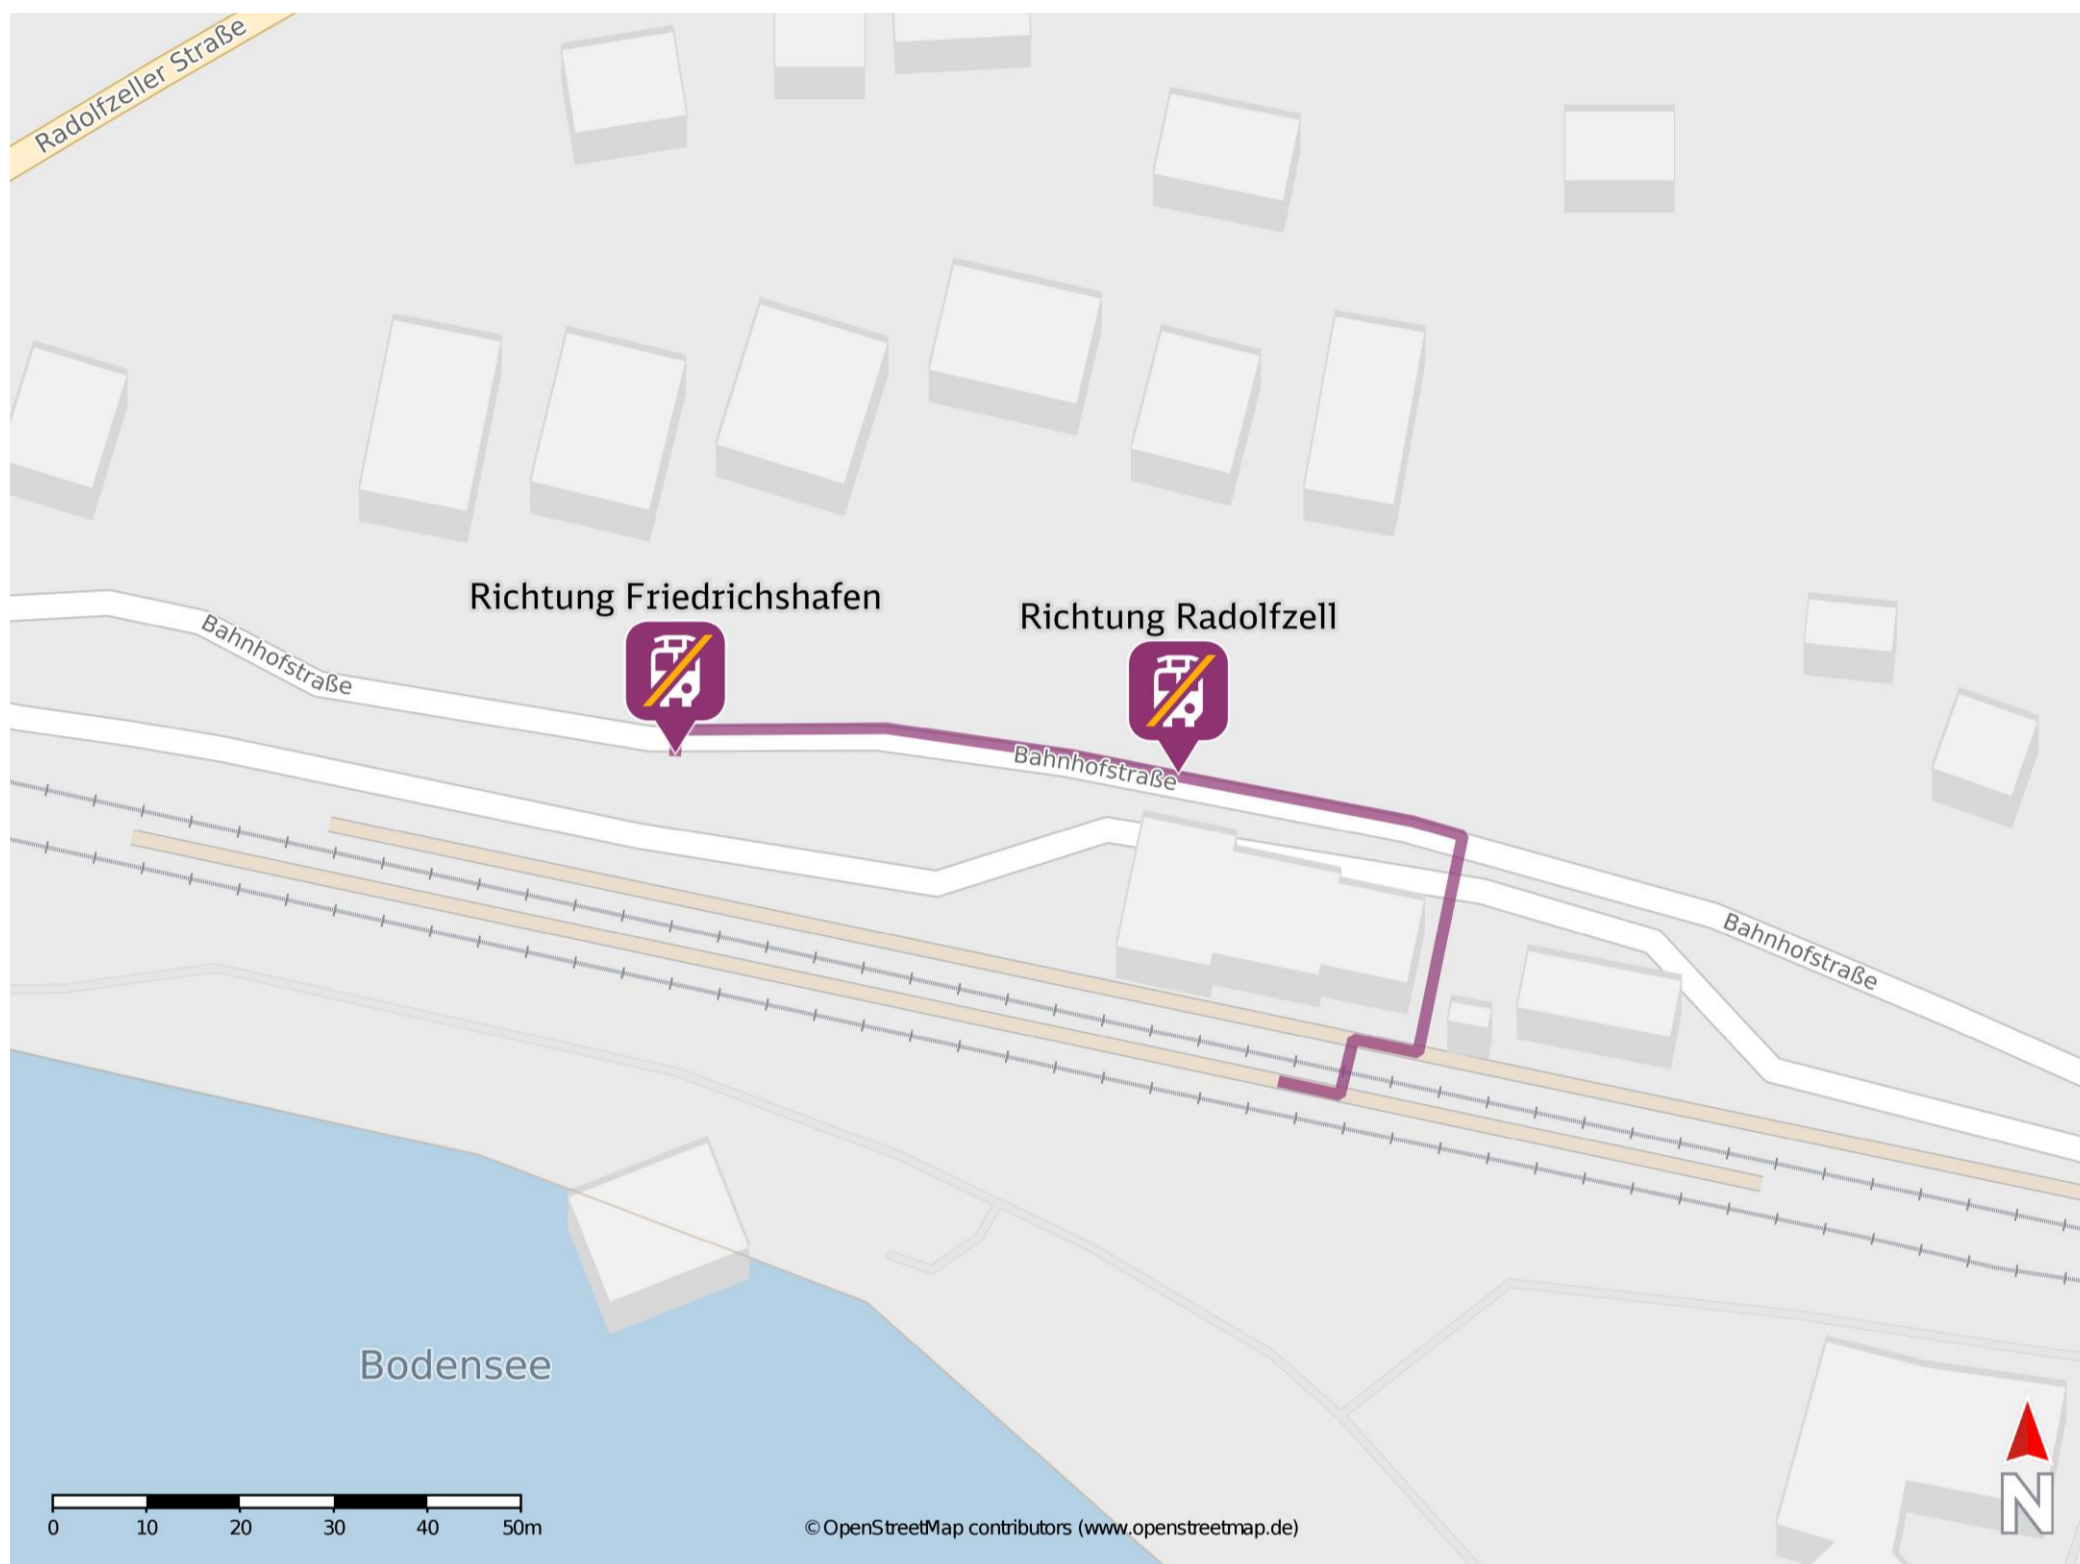 Radolfzeller Straße
Richtung Friedrichshafen
Richtung Radolfzell
Bahnhofstraße
Bahnhofstraße
Bahnhofstraße
Bodensee
0 10 20 30 40 50m
© OpenStreetMap contributors (www.openstreetmap.de)
N